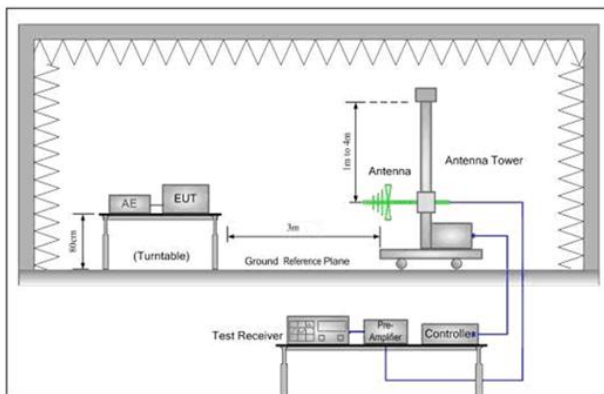 1m to 4m
Antenna
Antenna Tower
AE
EUT
80cm
(Turntable)
3m
Ground Reference Plane
Test Receiver
Pre-
Amplifier
Controller